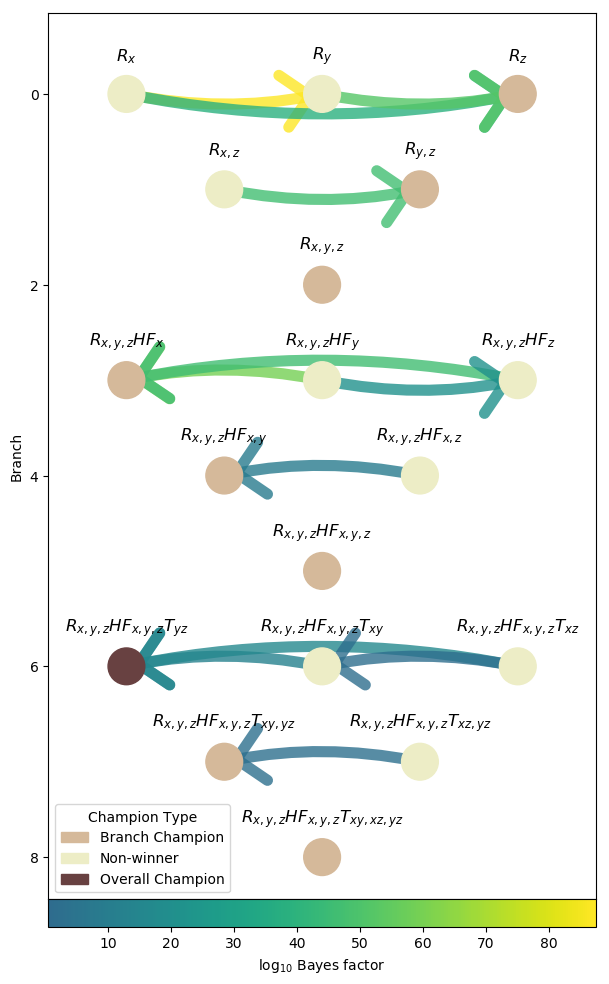 R_x R_y R_z
0
R_{x,z} R_{y,z}
R_{x,y,z}
2
R_{x,y,z}HF_x R_{x,y,z}HF_y R_{x,y,z}HF_z
R_{x,y,z}HF_{x,y} R_{x,y,z}HF_{x,z}
Branch
4
R_{x,y,z}HF_{x,y,z}
R_{x,y,z}HF_{x,y,z}T_{yz} R_{x,y,z}HF_{x,y,z}T_{xy} R_{x,y,z}HF_{x,y,z}T_{xz}
6
R_{x,y,z}HF_{x,y,z}T_{xy,yz} R_{x,y,z}HF_{x,y,z}T_{xz,yz}
R_{x,y,z}HF_{x,y,z}T_{xy,xz,yz}
Champion Type
Branch Champion
Non-winner
Overall Champion
8
10 20 30 40 50 60 70 80
log_{10} Bayes factor